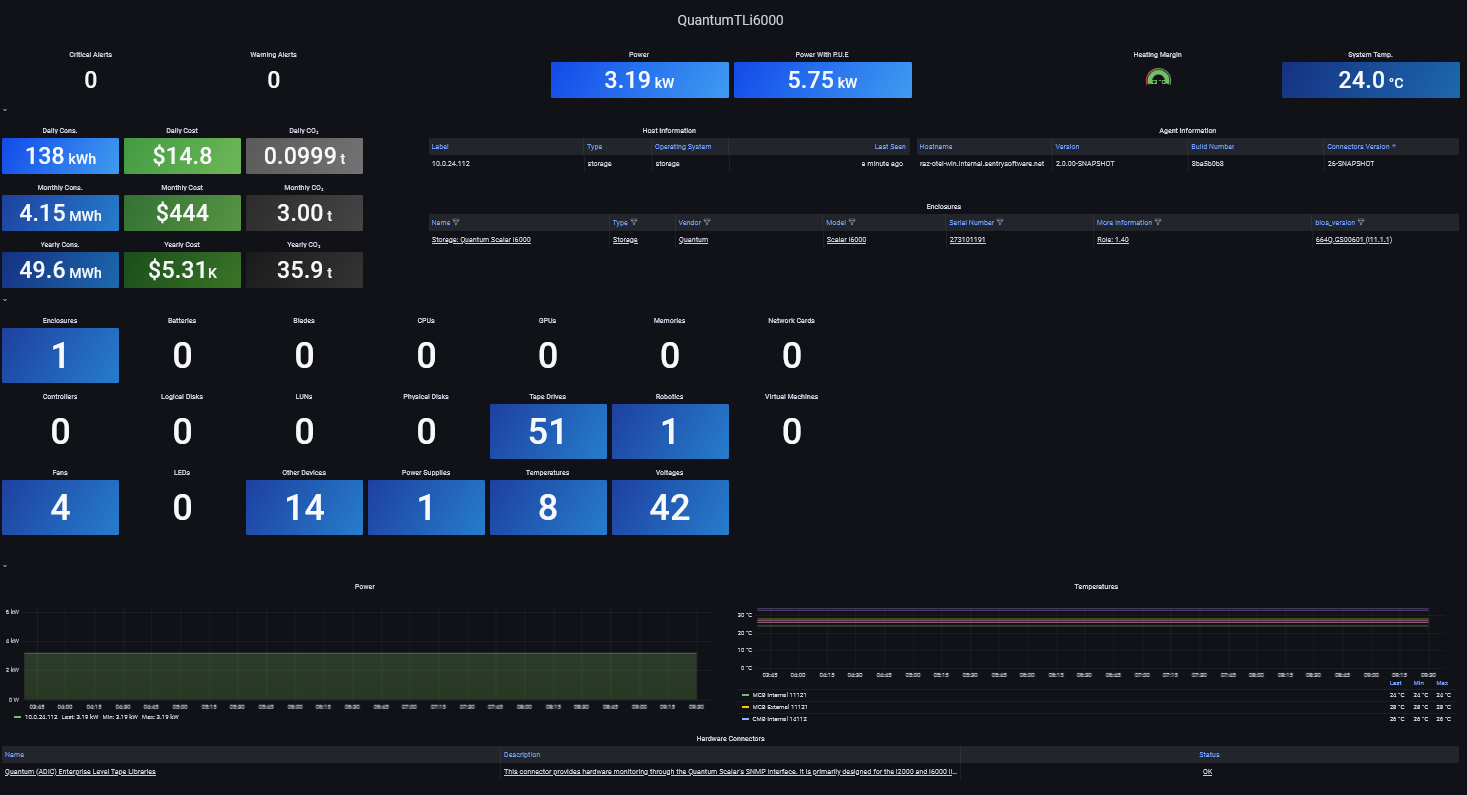 QuantumTLi6000
Critical Alerts
Warning Alerts
Power
Power With P.U.E
Heating Margin
System Temp.
0
0
3.19 kW
5.75 kW
24.0 °C
Daily Cons.
Daily Cost
Daily CO₂
138 kWh
$14.8
0.0999 t
Monthly Cons.
Monthly Cost
Monthly CO₂
4.15 MWh
$444
3.00 t
Yearly Cons.
Yearly Cost
Yearly CO₂
49.6 MWh
$5.31K
35.9 t
Host Information
Label Type Operating System Last Seen
10.0.24.112 storage storage a minute ago
Agent Information
Hostname Version Build Number Connectors Version
raz-otel-win.internal.sentrysoftware.net 2.0.00-SNAPSHOT 8ba5b0b8 26-SNAPSHOT
Enclosures
Name Type Vendor Model Serial Number More Information bios_version
Storage: Quantum Scalar i6000 Storage Quantum Scalar i6000 273101191 Role: 1.40 664Q.GS00601 (i11.1.1)
Enclosures Batteries Blades CPUs GPUs Memories Network Cards
1 0 0 0 0 0 0
Controllers Logical Disks LUNs Physical Disks Tape Drives Robotics Virtual Machines
0 0 0 0 51 1 0
Fans LEDs Other Devices Power Supplies Temperatures Voltages
4 0 14 1 8 42
Power
6 kW
4 kW
2 kW
0 W
03:45 04:00 04:15 04:30 04:45 05:00 05:15 05:30 05:45 06:00 06:15 06:30 06:45 07:00 07:15 07:30 07:45 08:00 08:15 08:30 08:45 09:00 09:15 09:30
10.0.24.112 Last: 3.19 kW Min: 3.19 kW Max: 3.19 kW
Temperatures
30 °C
20 °C
10 °C
0 °C
03:45 04:00 04:15 04:30 04:45 05:00 05:15 05:30 05:45 06:00 06:15 06:30 06:45 07:00 07:15 07:30 07:45 08:00 08:15 08:30 08:45 09:00 09:15 09:30
Last Min Max
MCB Internal 11121 24 °C 24 °C 24 °C
MCB External 11121 28 °C 28 °C 28 °C
CMB Internal 14112 26 °C 26 °C 26 °C
Hardware Connectors
Name Description Status
Quantum (ADIC) Enterprise Level Tape Libraries This connector provides hardware monitoring through the Quantum Scalar's SNMP interface. It is primarily designed for the i2000 and i6000 li... OK